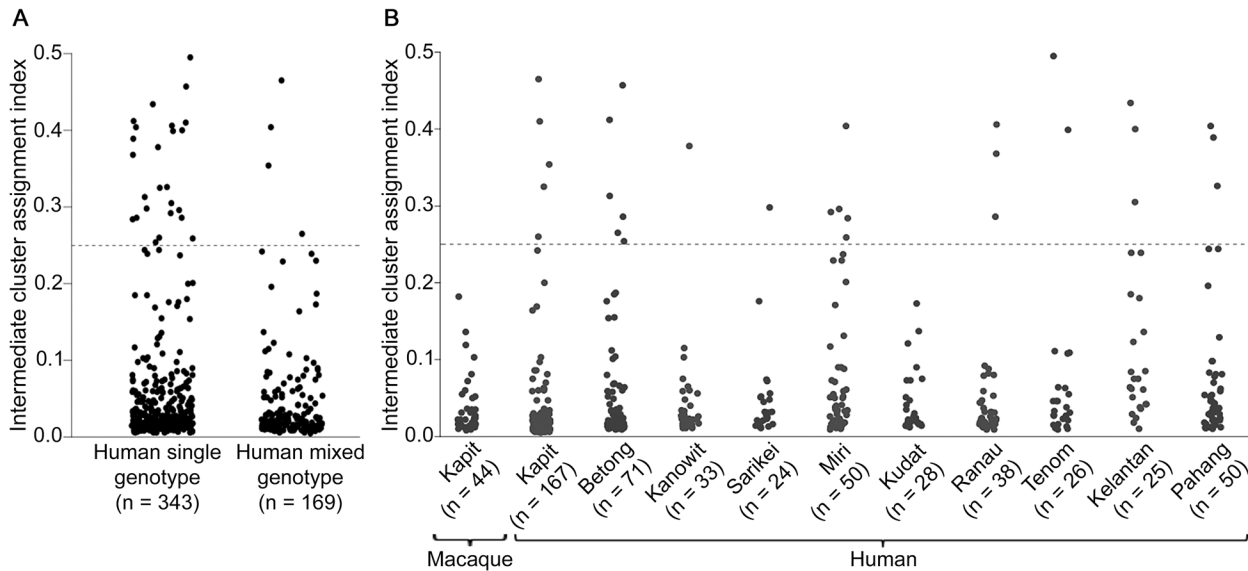 A
Intermediate cluster assignment index
0.5
0.4
0.3
0.2
0.1
0.0
Human single
genotype
(n = 343)
Human mixed
genotype
(n = 169)
B
Intermediate cluster assignment index
0.5
0.4
0.3
0.2
0.1
0.0
Kapit
(n = 44)
Kapit
(n = 167)
Betong
(n = 71)
Kanowit
(n = 33)
Sarikei
(n = 24)
Miri
(n = 50)
Kudat
(n = 28)
Ranau
(n = 38)
Tenom
(n = 26)
Kelantan
(n = 25)
Pahang
(n = 50)
Macaque
Human